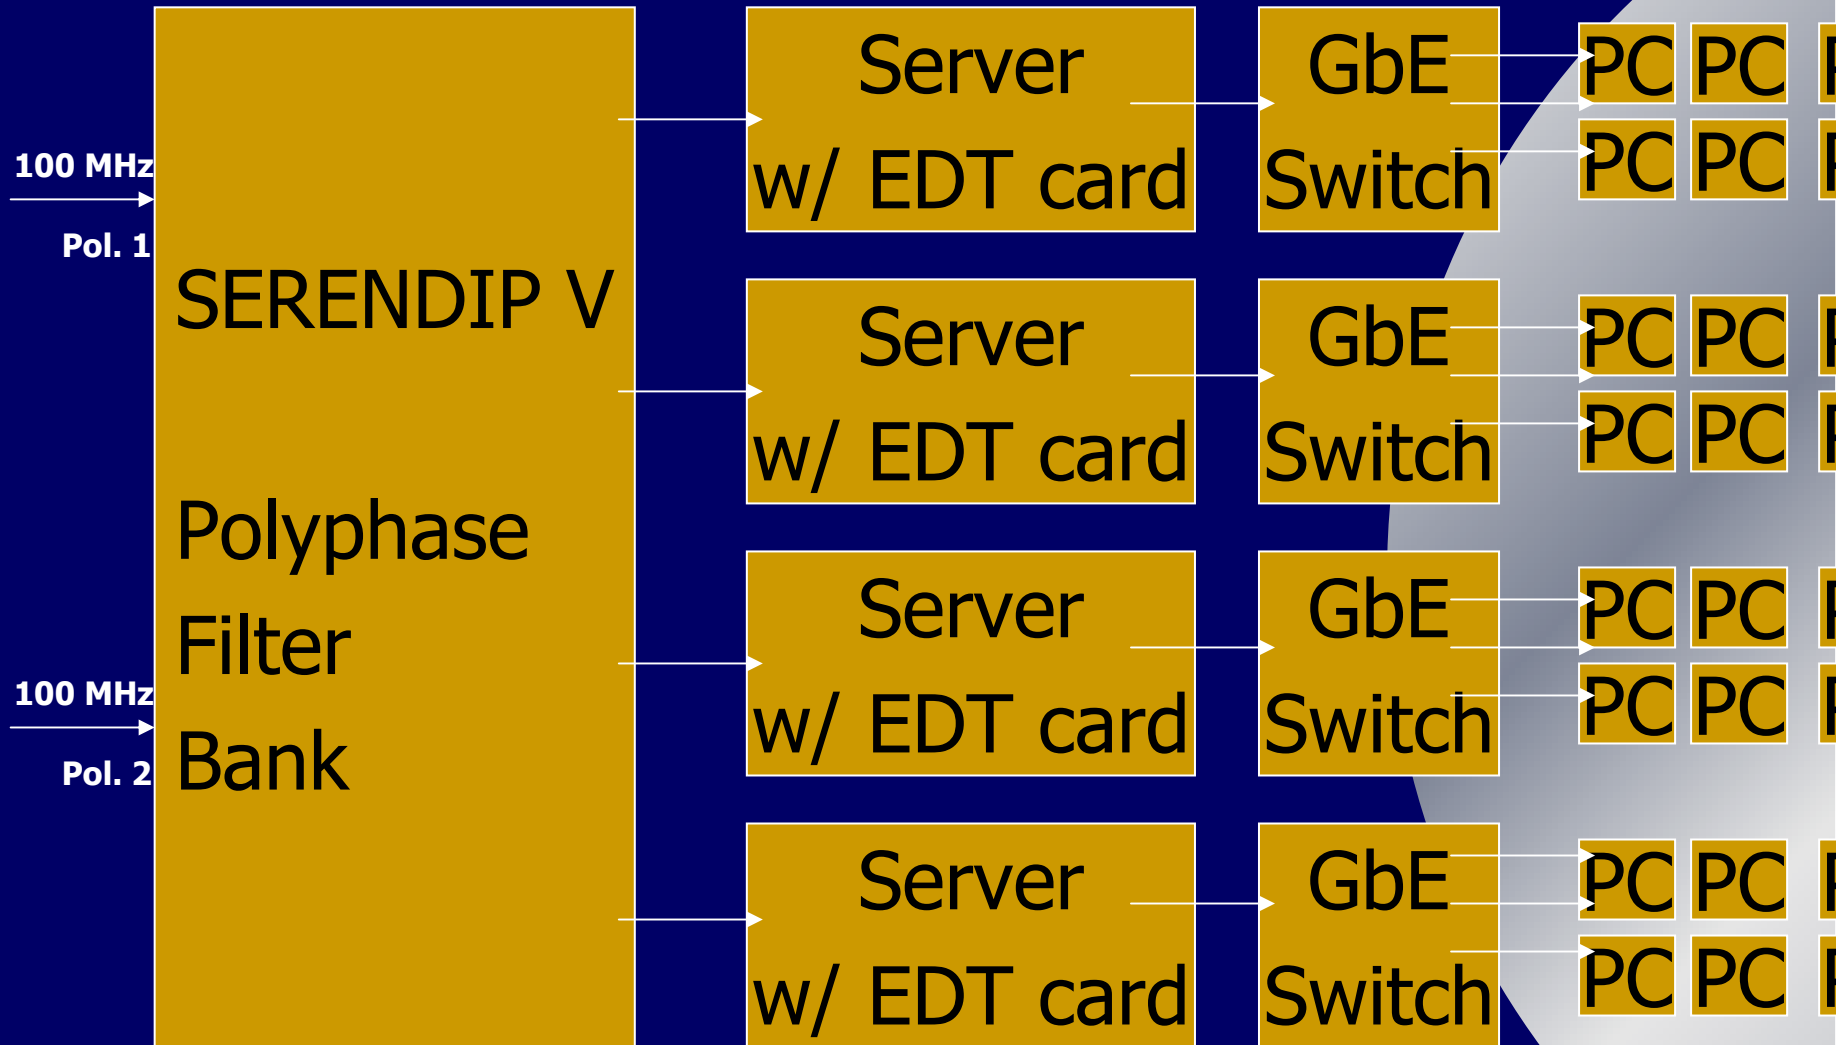 100 MHz
Pol. 1
100 MHz
Pol. 2
SERENDIP V
Polyphase
Filter
Bank
Server
w/ EDT card
GbE
Switch
PC PC
PC PC
Server
w/ EDT card
GbE
Switch
PC PC
PC PC
Server
w/ EDT card
GbE
Switch
PC PC
PC PC
Server
w/ EDT card
GbE
Switch
PC PC
PC PC